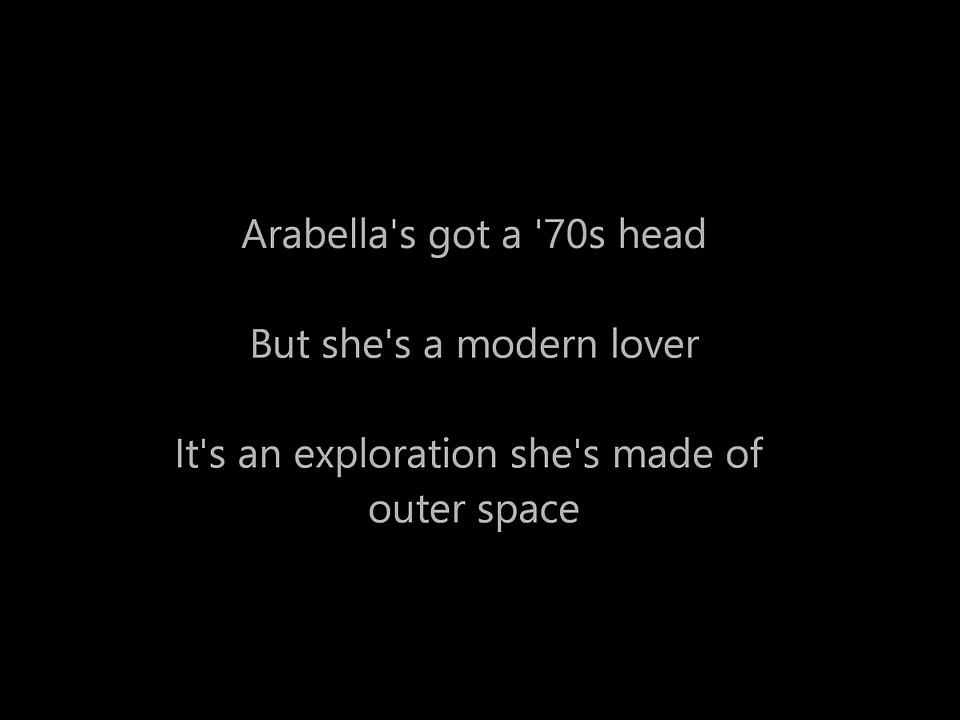 Arabella's got a '70s head
But she's a modern lover
It's an exploration she's made of
outer space